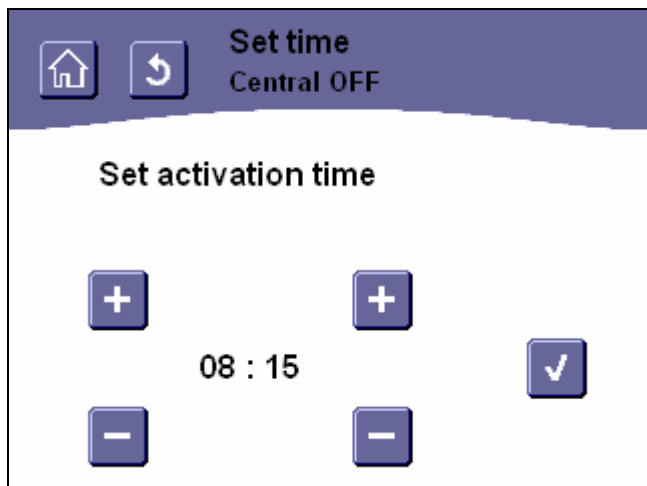 Set time
Central OFF
Set activation time
+ +
08 : 15
- -